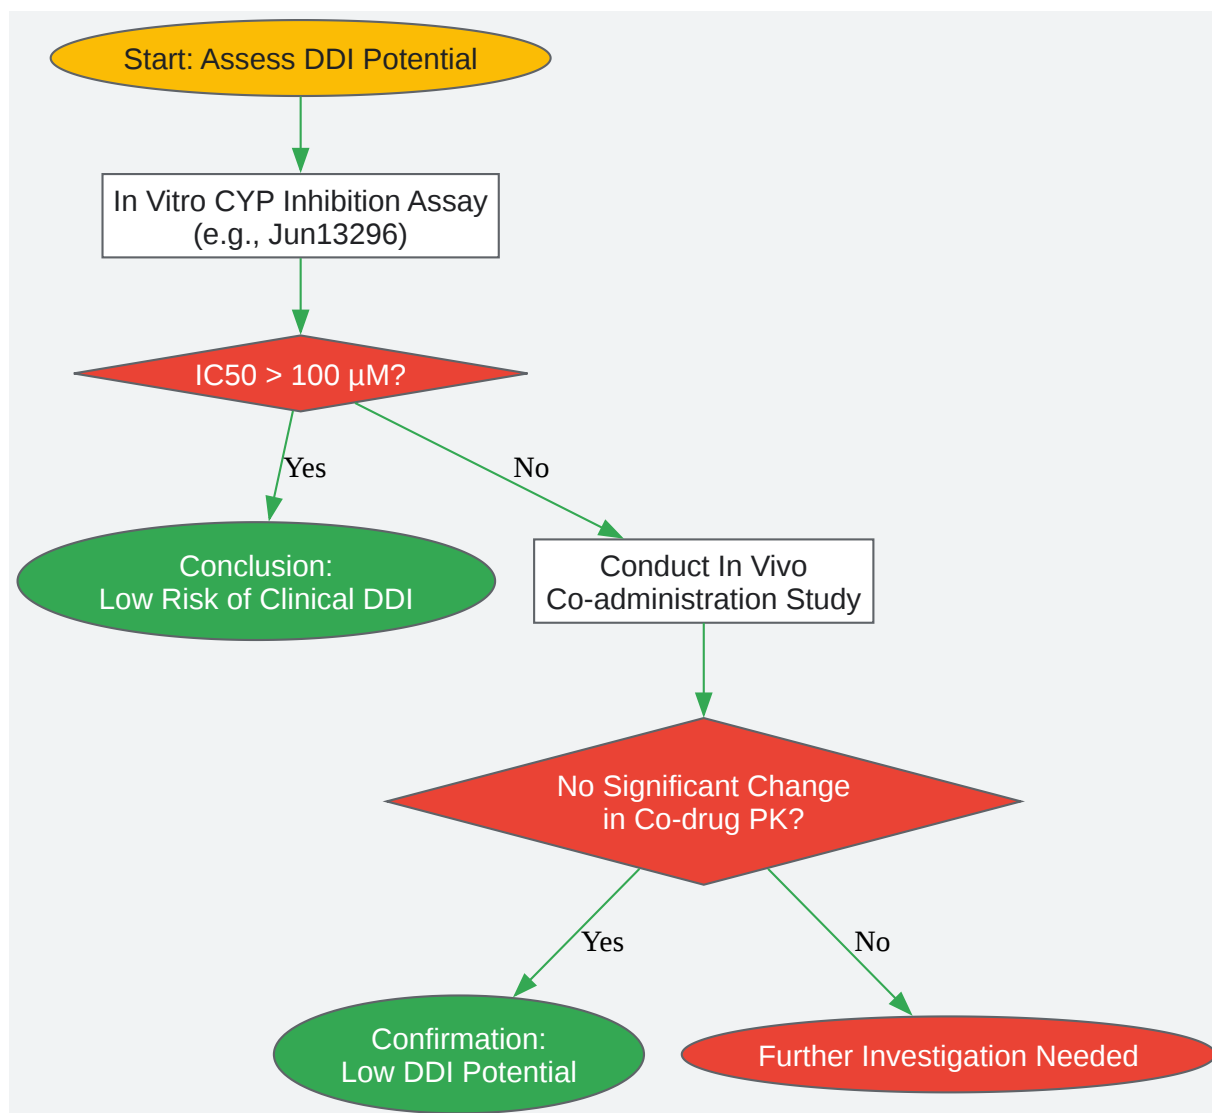 Start: Assess DDI Potential
In Vitro CYP Inhibition Assay
(e.g., Jun13296)
IC50 > 100 µM?
Yes
No
Conclusion:
Low Risk of Clinical DDI
Conduct In Vivo
Co-administration Study
No Significant Change
in Co-drug PK?
Yes
No
Confirmation:
Low DDI Potential
Further Investigation Needed